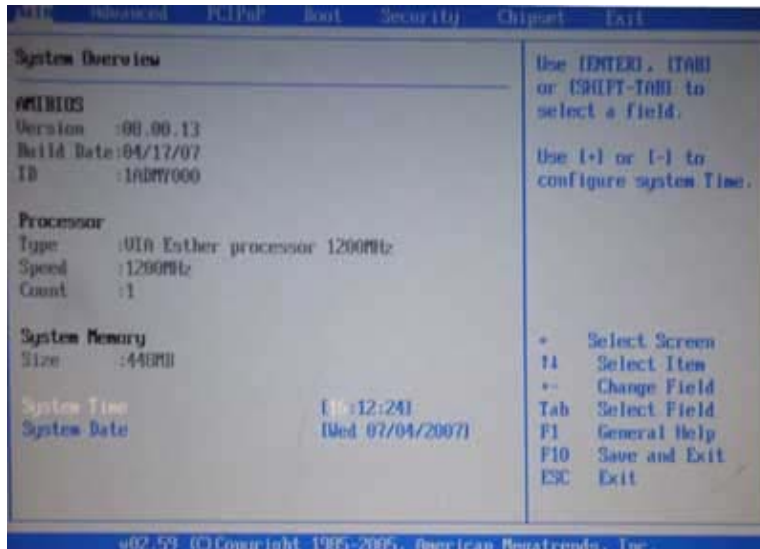 Main Advanced PCIPnP Boot Security Chipset Exit
System Overview
AMIBIOS
Version :08.00.13
Build Date:04/17/07
ID :1ADMY000
Processor
Type :VIA Esther processor 1200MHz
Speed :1200MHz
Count :1
System Memory
Size :448MB
System Time [16:12:24]
System Date [Wed 07/04/2007]
Use [ENTER], [TAB]
or [SHIFT-TAB] to
select a field.
Use [+] or [-] to
configure system Time.
Select Screen
↑↓ Select Item
+- Change Field
Tab Select Field
F1 General Help
F10 Save and Exit
ESC Exit
v02.59 (C)Copyright 1985-2005, American Megatrends, Inc.